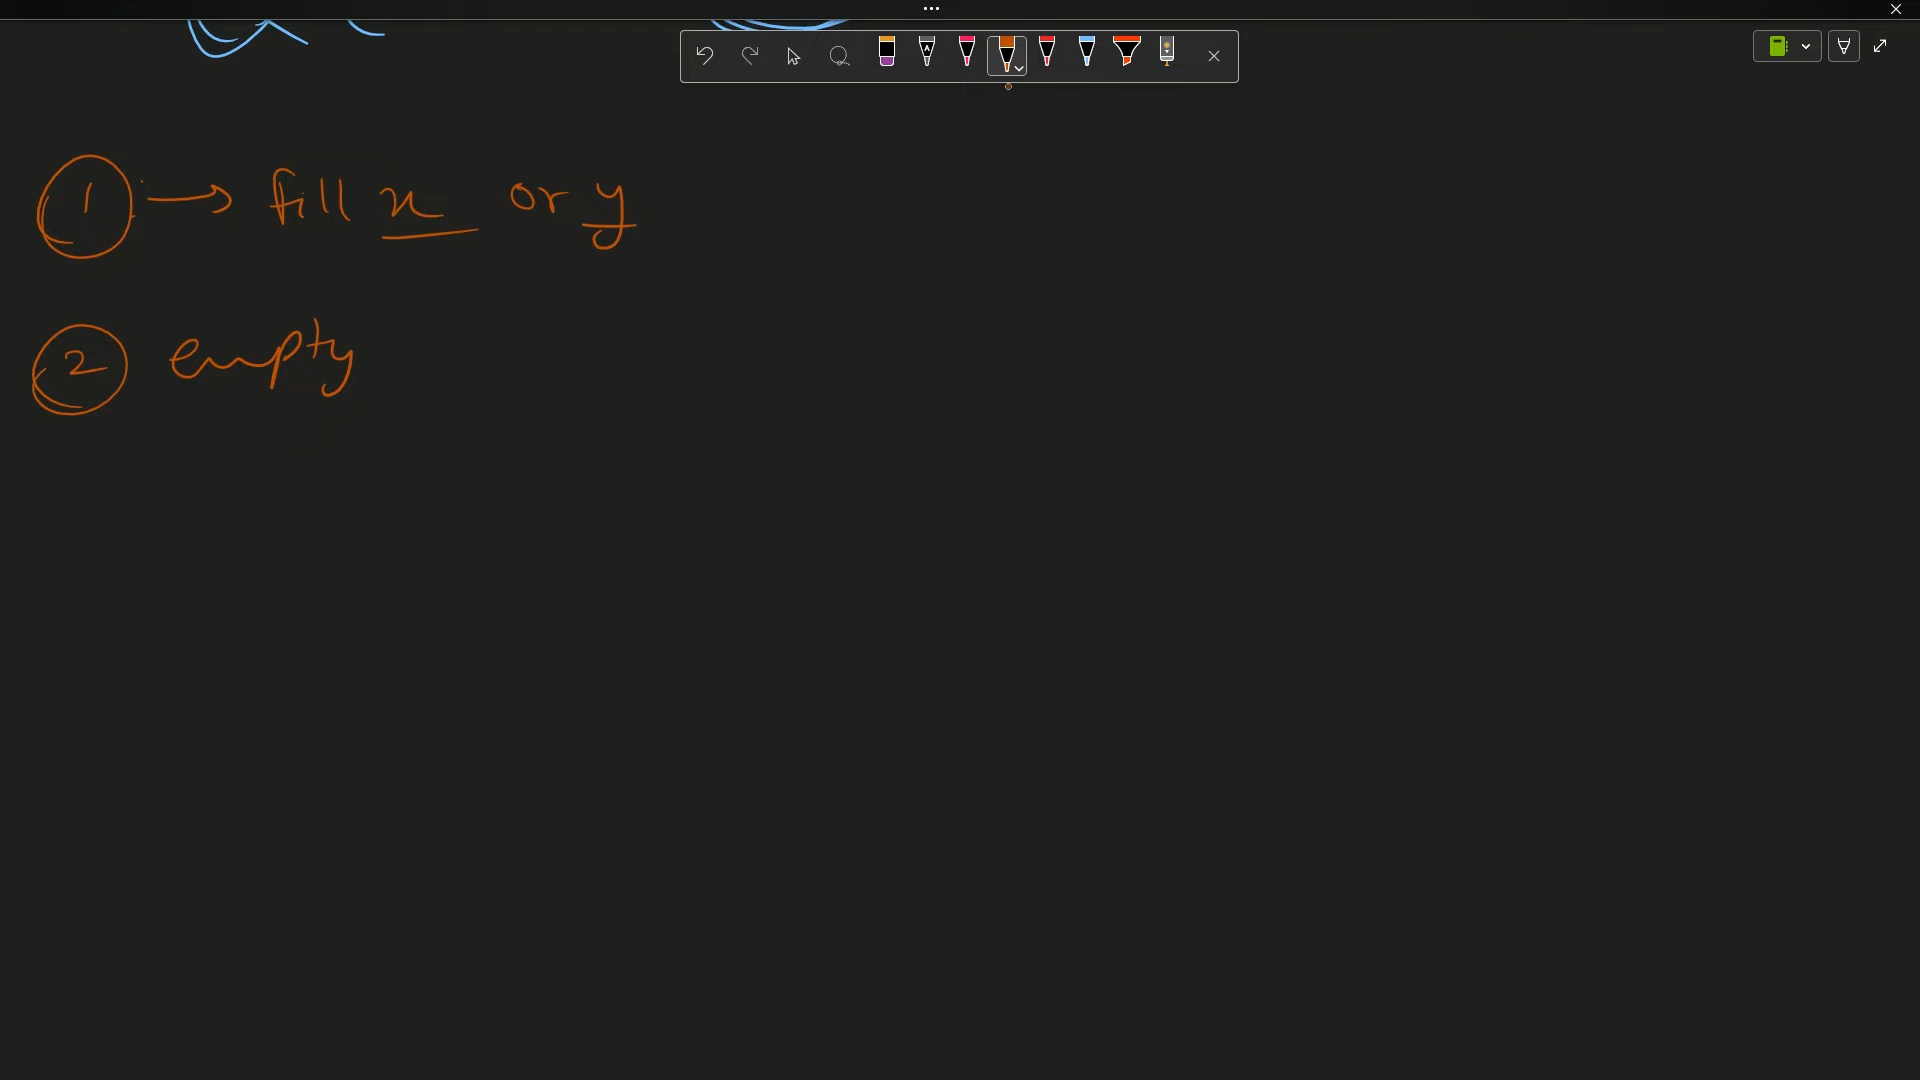 1 → fill x or y
2 empty